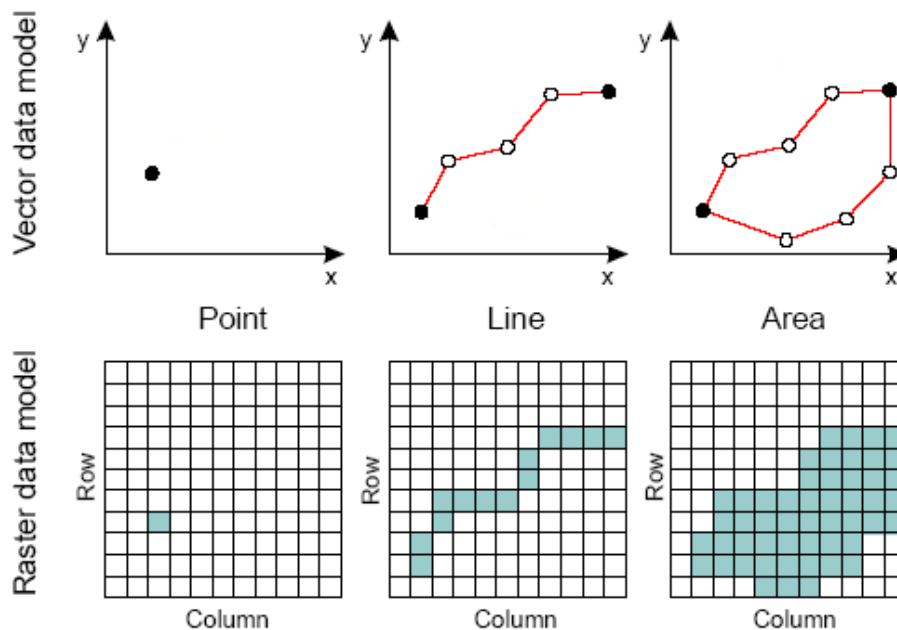 Vector data model
y
x
y
x
y
x
Point
Line
Area
Raster data model
Row
Column
Row
Column
Row
Column